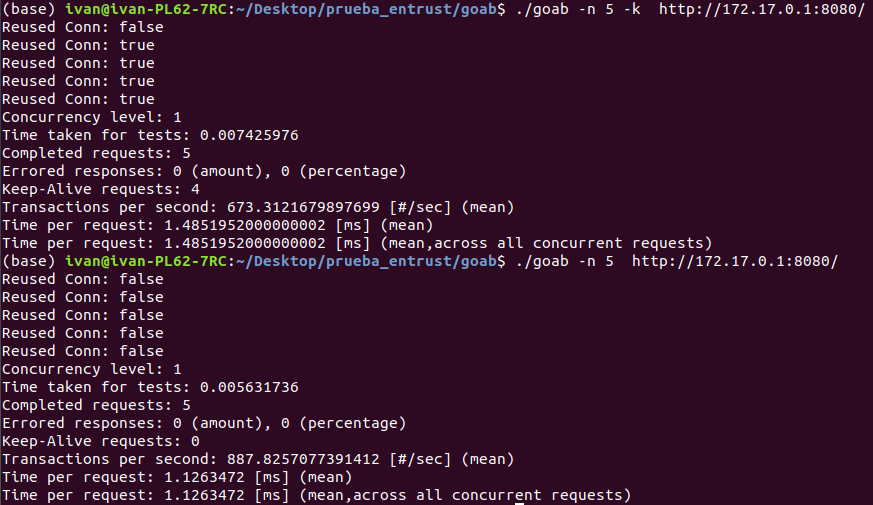 (base) ivan@ivan-PL62-7RC:~/Desktop/prueba_entrust/goab$ ./goab -n 5 -k  http://172.17.0.1:8080/
Reused Conn: false
Reused Conn: true
Reused Conn: true
Reused Conn: true
Reused Conn: true
Concurrency level: 1
Time taken for tests: 0.007425976
Completed requests: 5
Errored responses: 0 (amount), 0 (percentage)
Keep-Alive requests: 4
Transactions per second: 673.3121679897699 [#/sec] (mean)
Time per request: 1.4851952000000002 [ms] (mean)
Time per request: 1.4851952000000002 [ms] (mean,across all concurrent requests)
(base) ivan@ivan-PL62-7RC:~/Desktop/prueba_entrust/goab$ ./goab -n 5  http://172.17.0.1:8080/
Reused Conn: false
Reused Conn: false
Reused Conn: false
Reused Conn: false
Reused Conn: false
Concurrency level: 1
Time taken for tests: 0.005631736
Completed requests: 5
Errored responses: 0 (amount), 0 (percentage)
Keep-Alive requests: 0
Transactions per second: 887.8257077391412 [#/sec] (mean)
Time per request: 1.1263472 [ms] (mean)
Time per request: 1.1263472 [ms] (mean,across all concurrent requests)